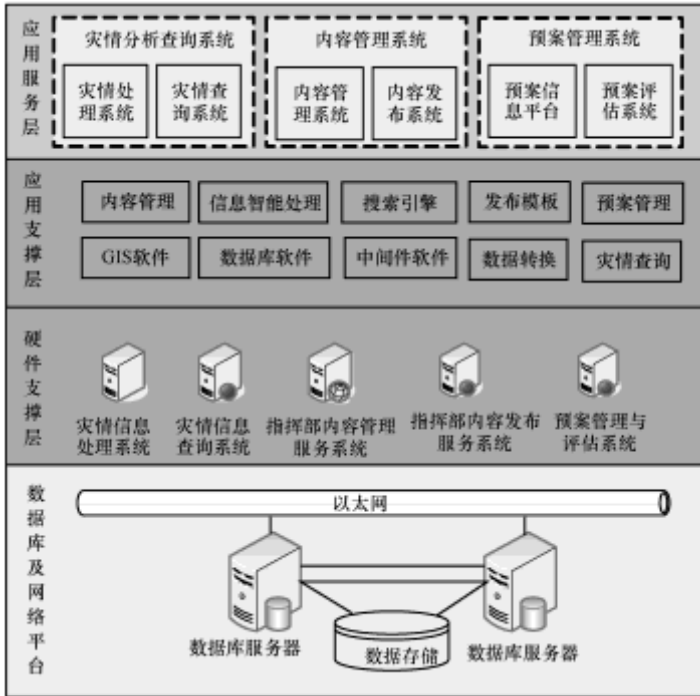 应用服务层
灾情分析查询系统
灾情处
理系统
灾情查
询系统
内容管理系统
内容管
理系统
内容发
布系统
预案管理系统
预案信
息平台
预案评
估系统
应用支撑层
内容管理
信息智能处理
搜索引擎
发布模板
预案管理
GIS软件
数据库软件
中间件软件
数据转换
灾情查询
硬件支撑层
灾情信息
处理系统
灾情信息
查询系统
指挥部内容管理
服务系统
指挥部内容发布
服务系统
预案管理与
评估系统
数据库及网络平台
以太网
数据库服务器
数据存储
数据库服务器